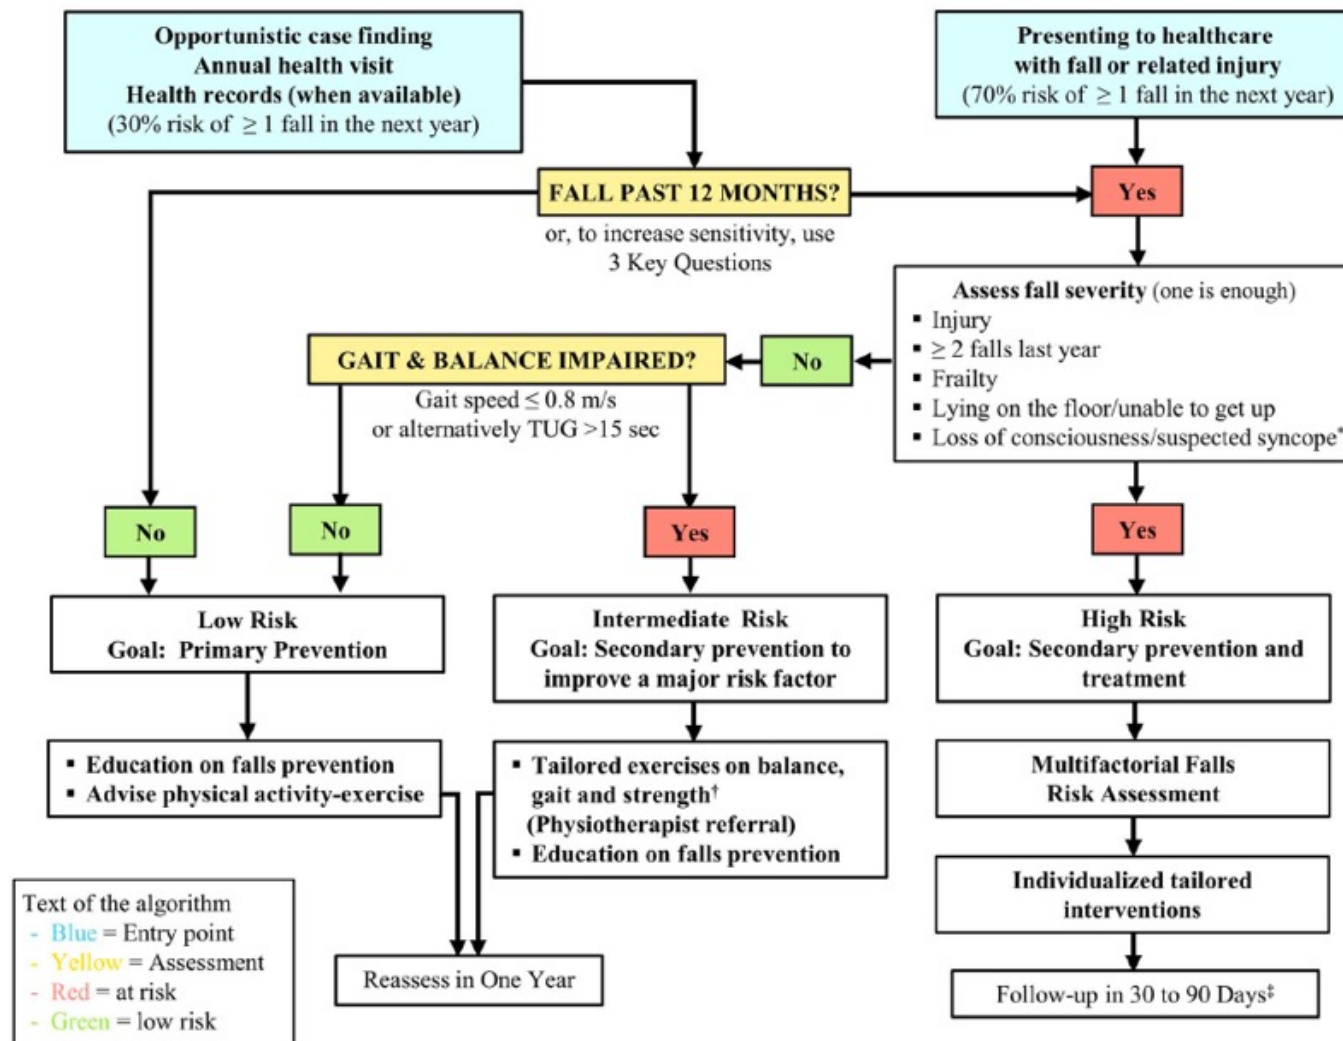 Opportunistic case finding
Annual health visit
Health records (when available)
(30% risk of ≥ 1 fall in the next year)
Presenting to healthcare
with fall or related injury
(70% risk of ≥ 1 fall in the next year)
FALL PAST 12 MONTHS?
or, to increase sensitivity, use
3 Key Questions
Yes
Assess fall severity (one is enough)
▪ Injury
▪ ≥ 2 falls last year
▪ Frailty
▪ Lying on the floor/unable to get up
▪ Loss of consciousness/suspected syncope*
No
GAIT & BALANCE IMPAIRED?
Gait speed ≤ 0.8 m/s
or alternatively TUG >15 sec
No
No
Yes
Yes
Low Risk
Goal: Primary Prevention
Intermediate Risk
Goal: Secondary prevention to
improve a major risk factor
High Risk
Goal: Secondary prevention and
treatment
▪ Education on falls prevention
▪ Advise physical activity-exercise
▪ Tailored exercises on balance,
gait and strength†
(Physiotherapist referral)
▪ Education on falls prevention
Multifactorial Falls
Risk Assessment
Individualized tailored
interventions
Text of the algorithm
- Blue = Entry point
- Yellow = Assessment
- Red = at risk
- Green = low risk
Reassess in One Year
Follow-up in 30 to 90 Days‡